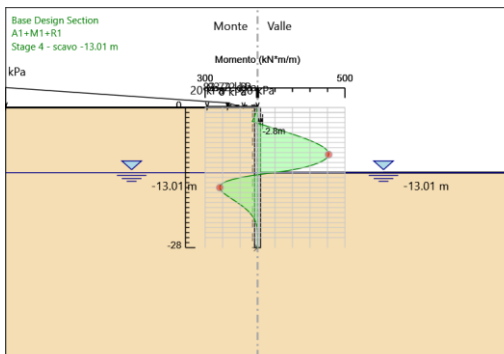 Base Design Section
A1+M1+R1
Stage 4 - scavo -13.01 m
Monte Valle
kPa
Momento (kN*m/m)
300 500
0
-2.8m
-13.01 m -13.01 m
-28